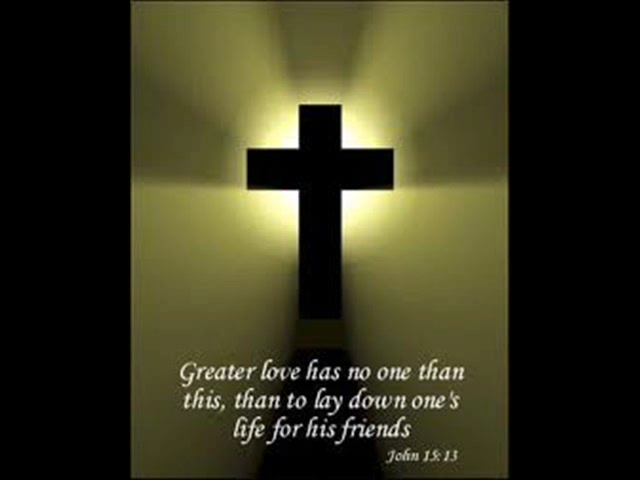 Greater love has no one than
this, than to lay down one's
life for his friends
John 15:13